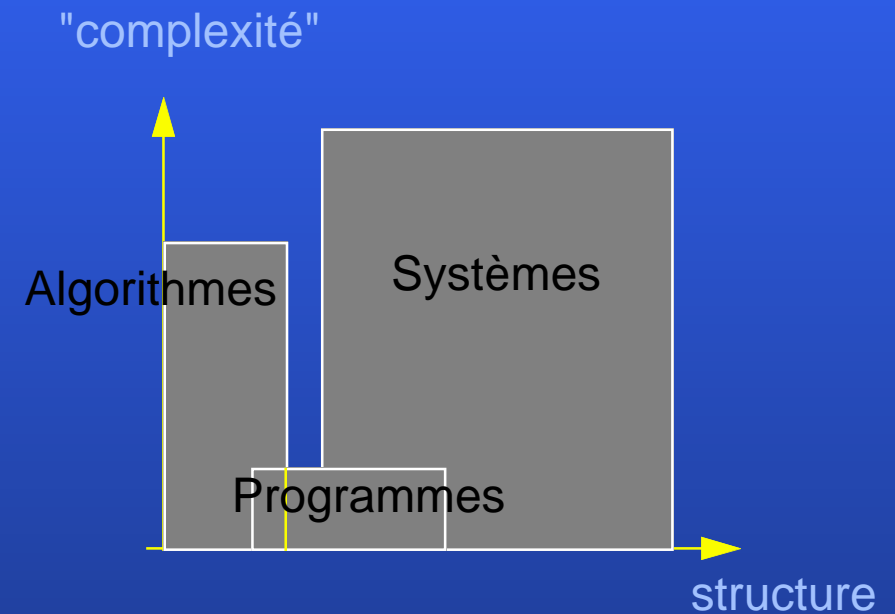 "complexité"
Systèmes
Algorithmes
Programmes
structure